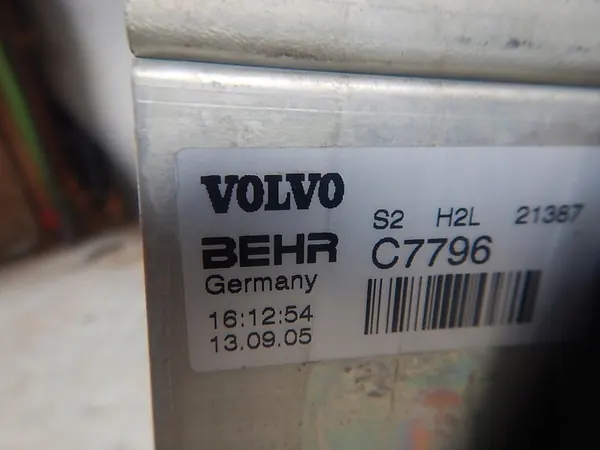 VOLVO
S2 H2L 21387
BEHR C7796
Germany
16:12:54
13.09.05